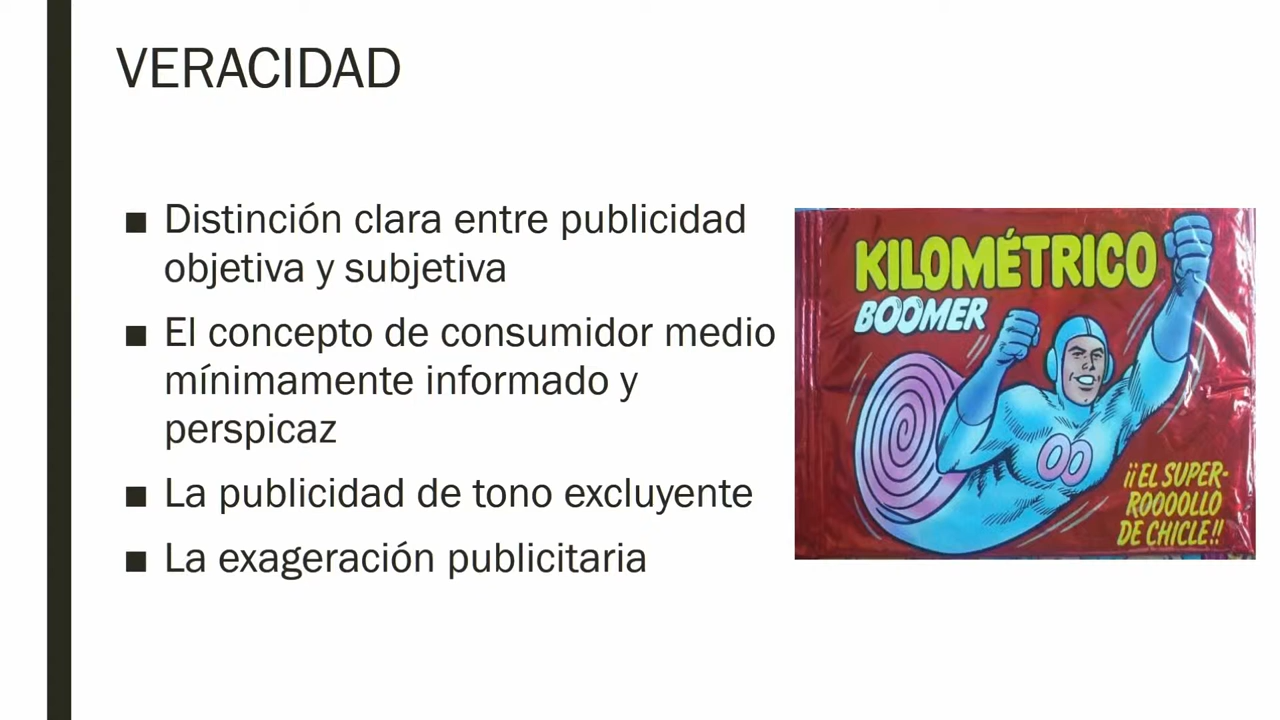 VERACIDAD
■ Distinción clara entre publicidad
objetiva y subjetiva
■ El concepto de consumidor medio
mínimamente informado y
perspicaz
■ La publicidad de tono excluyente
■ La exageración publicitaria
KILOMÉTRICO
BOOMER
¡¡EL SUPER-
ROOOOLLO
DE CHICLE!!